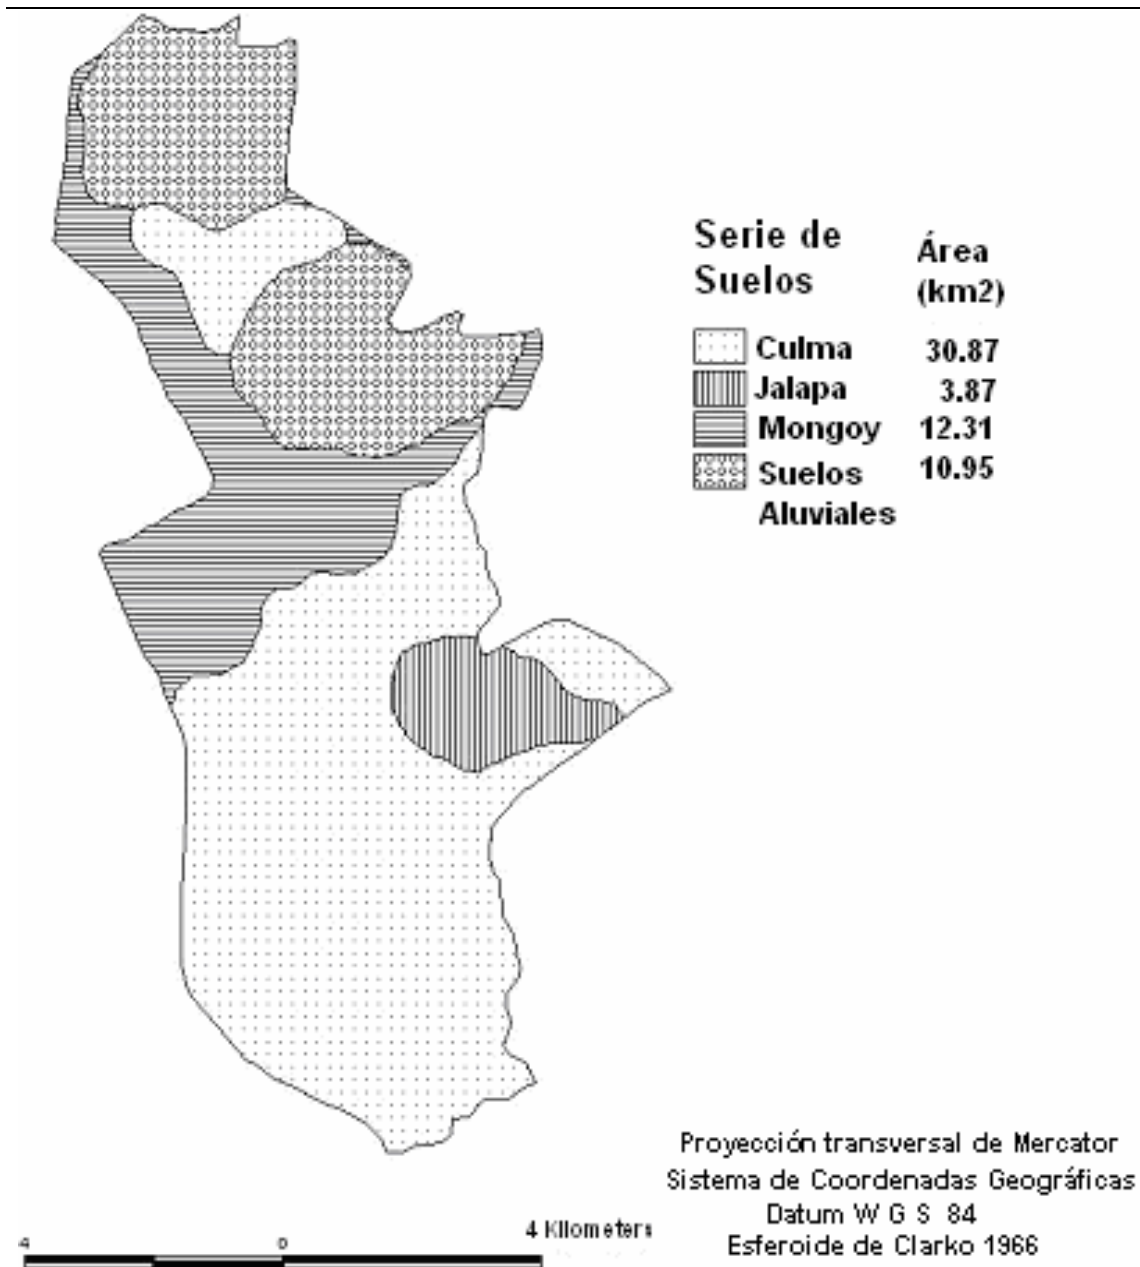 Serie de
Suelos
Área
(km2)
Culma 30.87
Jalapa 3.87
Mongoy 12.31
Suelos 10.95
Aluviales
Proyección transversal de Mercator
Sistema de Coordenadas Geográficas
Datum W G S 84
Esferoide de Clarko 1966
4 0 4 Kilometers